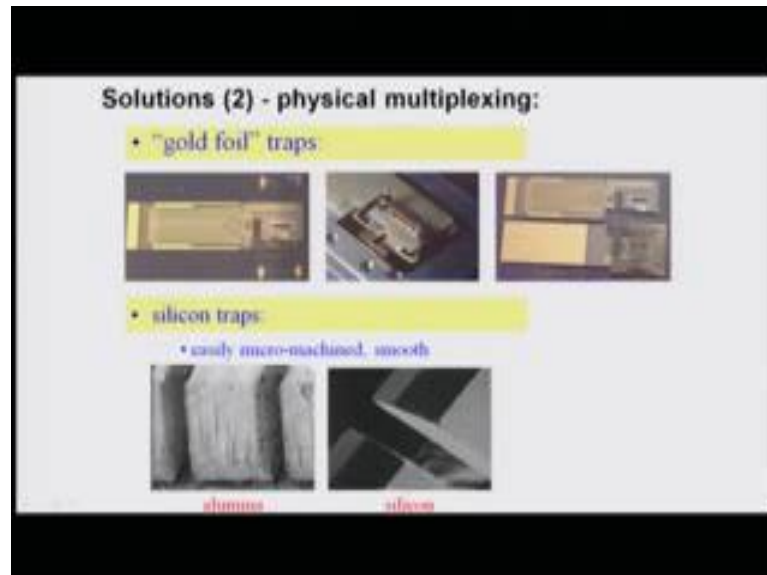 Solutions (2) - physical multiplexing:
• “gold foil” traps
• silicon traps:
• easily micro-machined, smooth
alumina
silicon